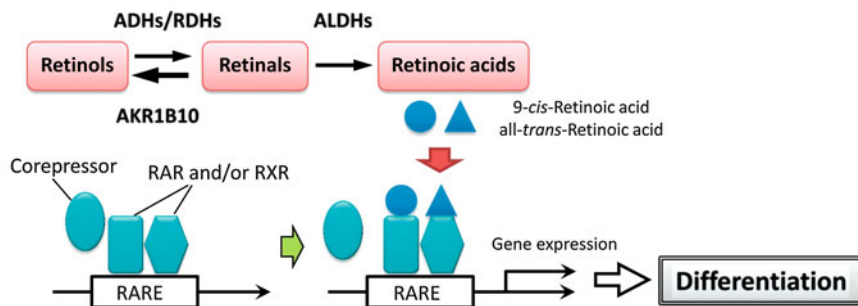 ADHs/RDHs
ALDHs
Retinols
Retinals
Retinoic acids
AKR1B10
9-cis-Retinoic acid
all-trans-Retinoic acid
Corepressor
RAR and/or RXR
Gene expression
RARE
RARE
Differentiation